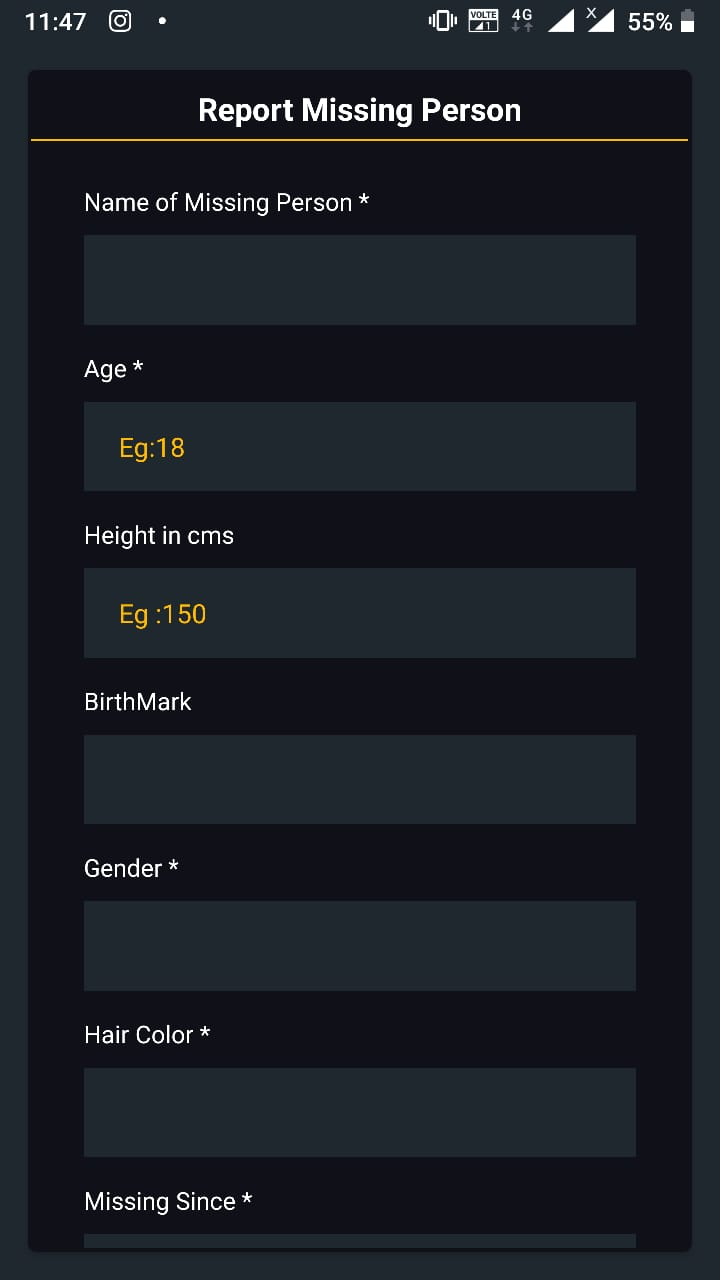 11:47 VOLTE 1 4G X 55%
Report Missing Person
Name of Missing Person *
Age *
Eg:18
Height in cms
Eg :150
BirthMark
Gender *
Hair Color *
Missing Since *